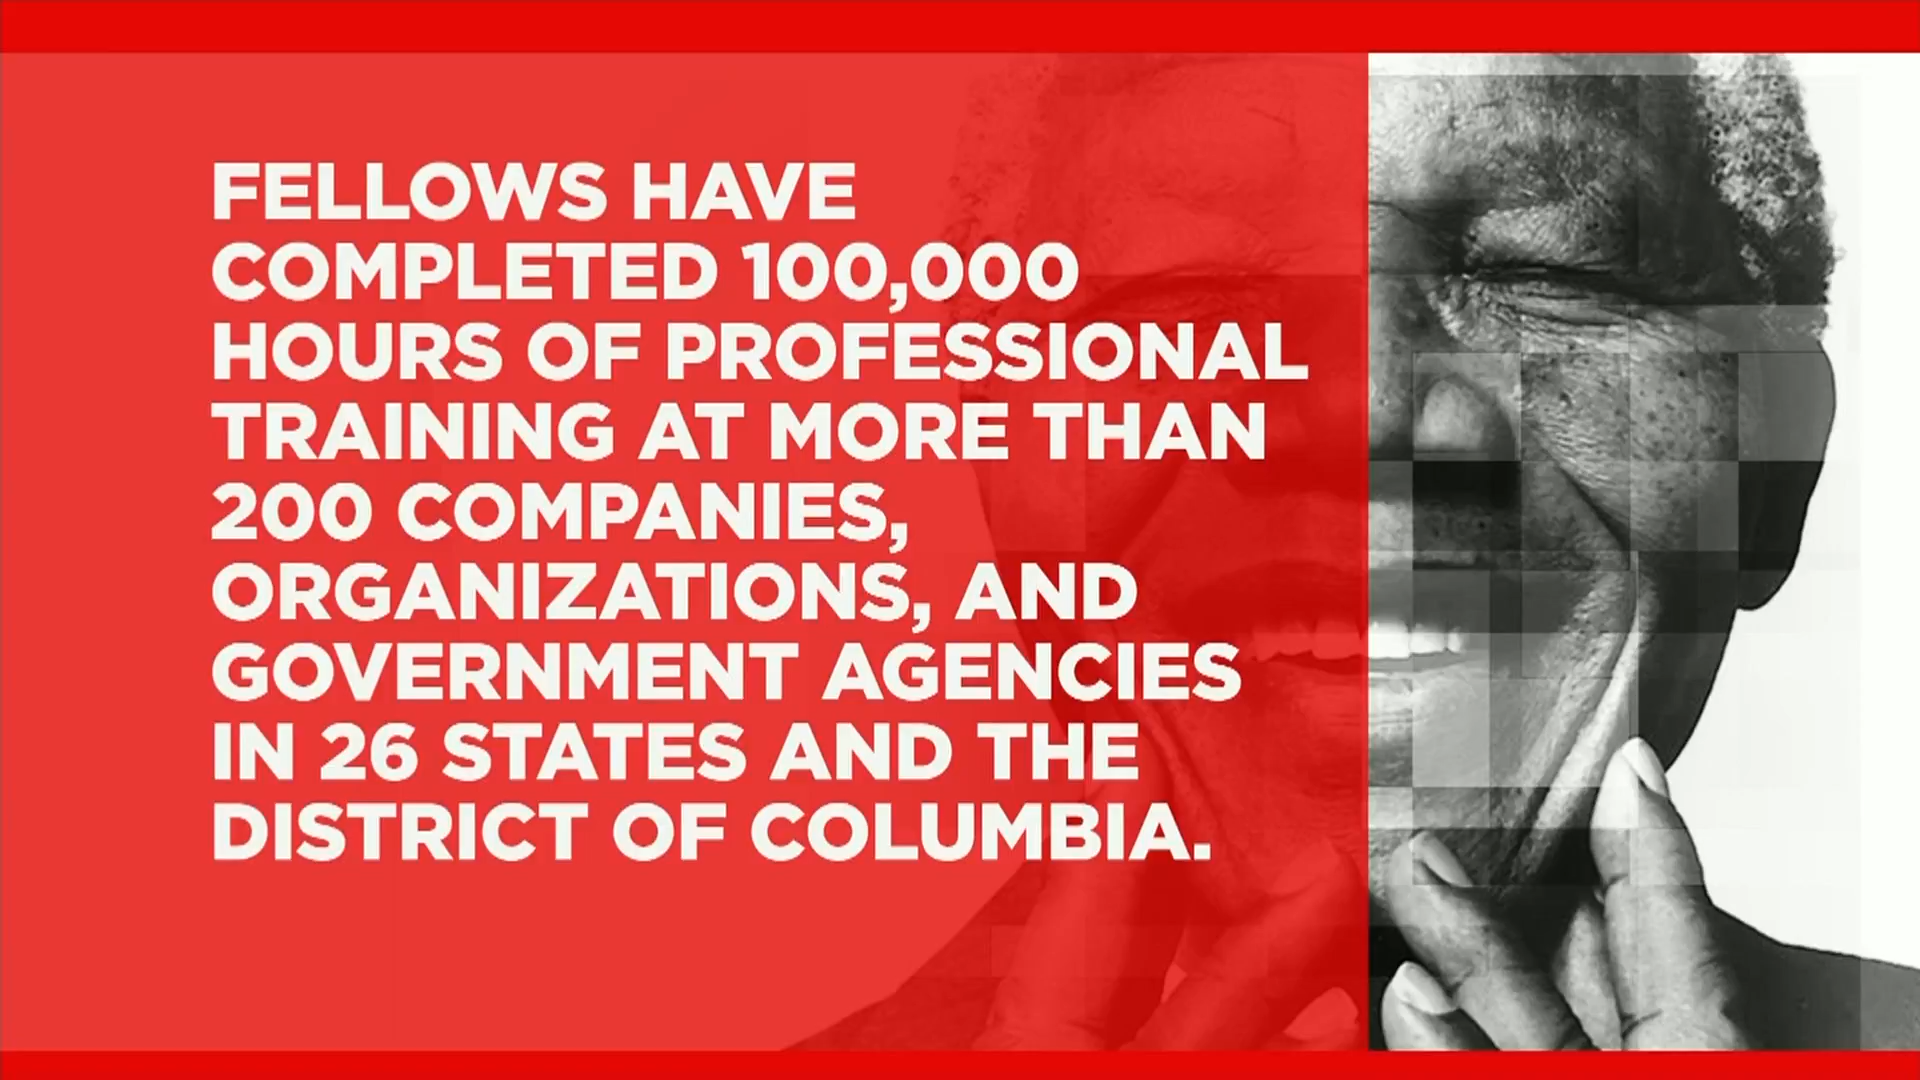 FELLOWS HAVE
COMPLETED 100,000
HOURS OF PROFESSIONAL
TRAINING AT MORE THAN
200 COMPANIES,
ORGANIZATIONS, AND
GOVERNMENT AGENCIES
IN 26 STATES AND THE
DISTRICT OF COLUMBIA.